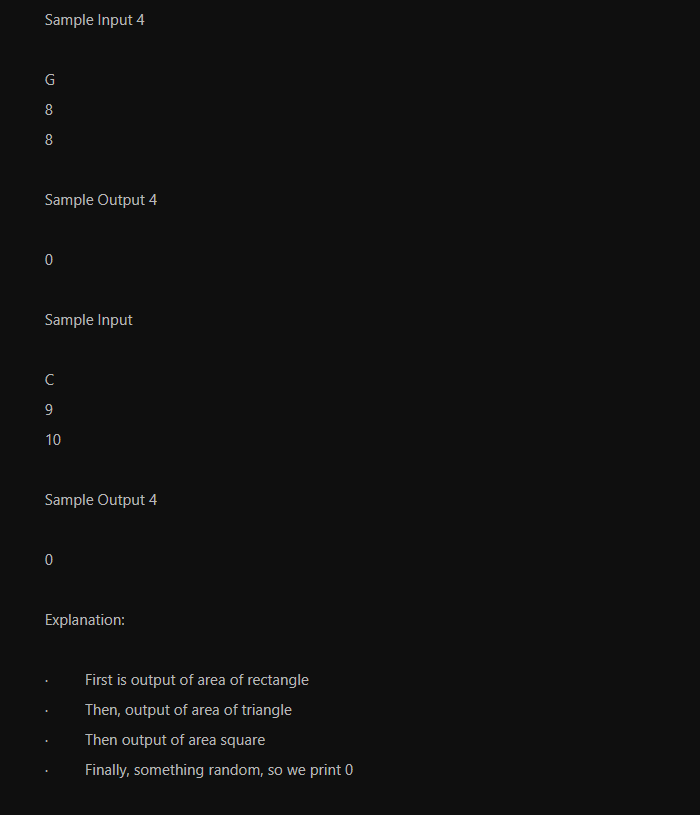 Sample Input 4
G
8
8
Sample Output 4
0
Sample Input
C
9
10
Sample Output 4
0
Explanation:
· First is output of area of rectangle
· Then, output of area of triangle
· Then output of area square
· Finally, something random, so we print 0